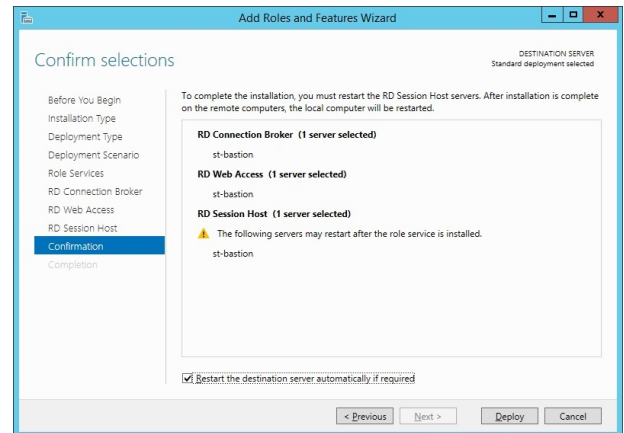 Add Roles and Features Wizard
Confirm selections
DESTINATION SERVER
Standard deployment selected
Before You Begin
Installation Type
Deployment Type
Deployment Scenario
Role Services
RD Connection Broker
RD Web Access
RD Session Host
Confirmation
Completion
To complete the installation, you must restart the RD Session Host servers. After installation is complete
on the remote computers, the local computer will be restarted.
RD Connection Broker (1 server selected)
st-bastion
RD Web Access (1 server selected)
st-bastion
RD Session Host (1 server selected)
The following servers may restart after the role service is installed.
st-bastion
Restart the destination server automatically if required
< Previous Next > Deploy Cancel